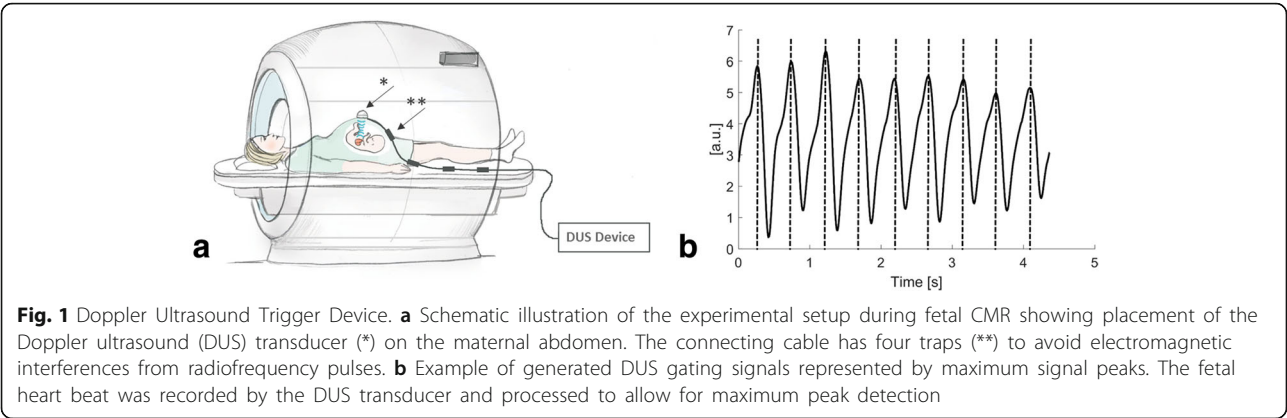 *
**
DUS Device
a
b
7
6
5
4
3
2
1
0
[a.u.]
0 1 2 3 4 5
Time [s]
Fig. 1 Doppler Ultrasound Trigger Device. a Schematic illustration of the experimental setup during fetal CMR showing placement of the
Doppler ultrasound (DUS) transducer (*) on the maternal abdomen. The connecting cable has four traps (**) to avoid electromagnetic
interferences from radiofrequency pulses. b Example of generated DUS gating signals represented by maximum signal peaks. The fetal
heart beat was recorded by the DUS transducer and processed to allow for maximum peak detection